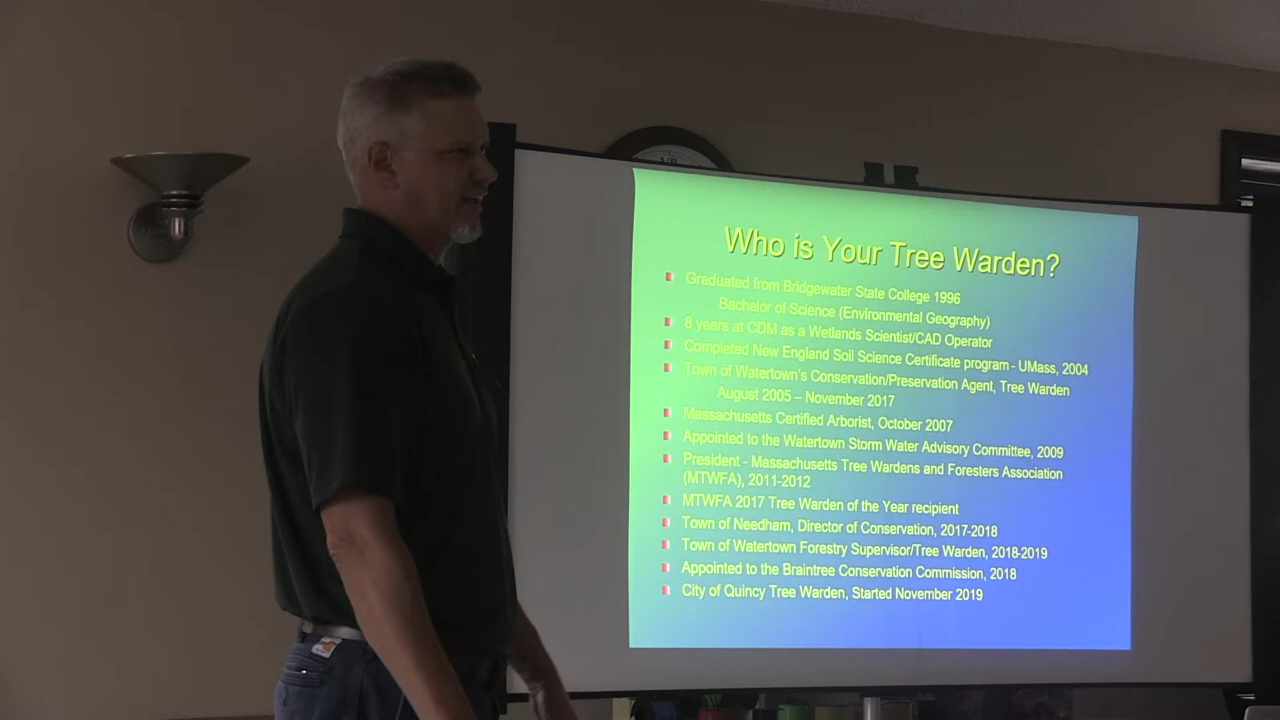 Who is Your Tree Warden?
Graduated from Bridgewater State College 1996
Bachelor of Science (Environmental Geography)
8 years at CDM as a Wetlands Scientist/CAD Operator
Completed New England Soil Science Certificate program - UMass, 2004
Town of Watertown's Conservation/Preservation Agent, Tree Warden
August 2005 – November 2017
Massachusetts Certified Arborist, October 2007
Appointed to the Watertown Storm Water Advisory Committee, 2009
President - Massachusetts Tree Wardens and Foresters Association
(MTWFA), 2011-2012
MTWFA 2017 Tree Warden of the Year recipient
Town of Needham, Director of Conservation, 2017-2018
Town of Watertown Forestry Supervisor/Tree Warden, 2018-2019
Appointed to the Braintree Conservation Commission, 2018
City of Quincy Tree Warden, Started November 2019